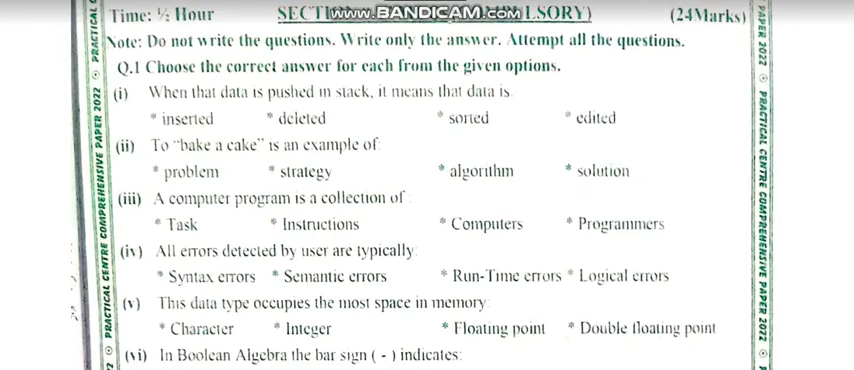 Time: ½ Hour SECTI LSORY) (24Marks)
www.BANDICAM.com
Note: Do not write the questions. Write only the answer. Attempt all the questions.
Q.1 Choose the correct answer for each from the given options.
(i) When that data is pushed in stack, it means that data is
* inserted * deleted * sorted * edited
(ii) To “bake a cake” is an example of:
* problem * strategy * algorithm * solution
(iii) A computer program is a collection of :
* Task * Instructions * Computers * Programmers
(iv) All errors detected by user are typically:
* Syntax errors * Semantic errors * Run-Time errors * Logical errors
(v) This data type occupies the most space in memory:
* Character * Integer * Floating point * Double floating point
(vi) In Boolean Algebra the bar sign ( - ) indicates:
PRACTICAL CENTRE COMPREHENSIVE PAPER 2022 PRACTICAL C
PAPER 2022 PRACTICAL CENTRE COMPREHENSIVE PAPER 2022